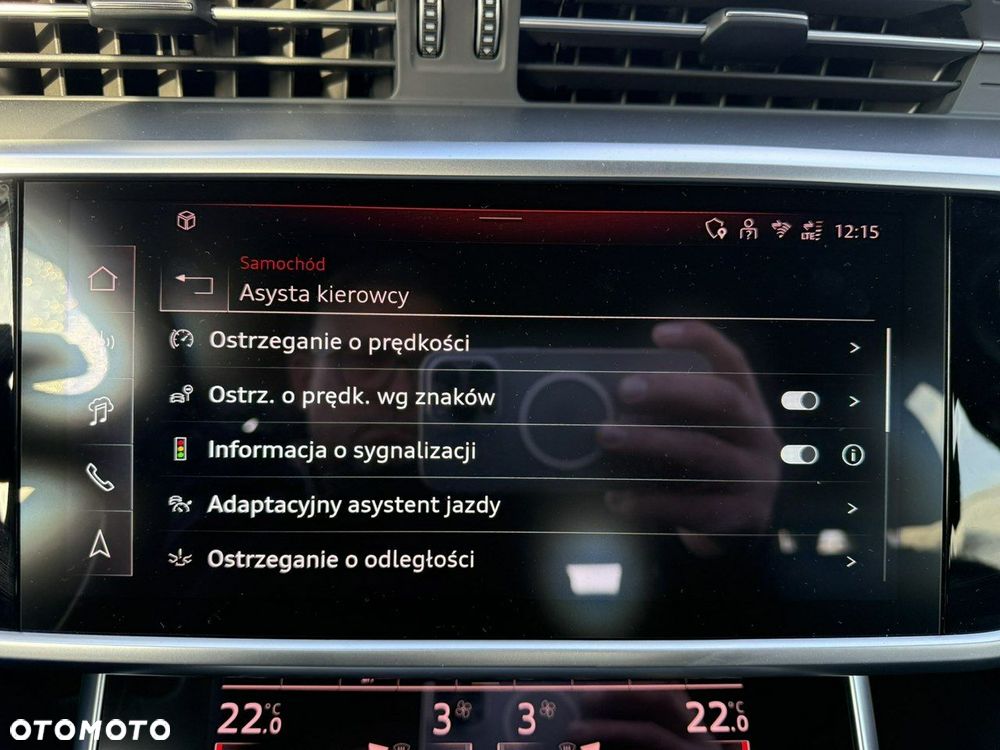 LTE 12:15
Samochód
Asysta kierowcy
Ostrzeganie o prędkości
Ostrz. o prędk. wg znaków
Informacja o sygnalizacji
Adaptacyjny asystent jazdy
Ostrzeganie o odległości
22.0 °C 3 3 22.0 °C
OTOMOTO